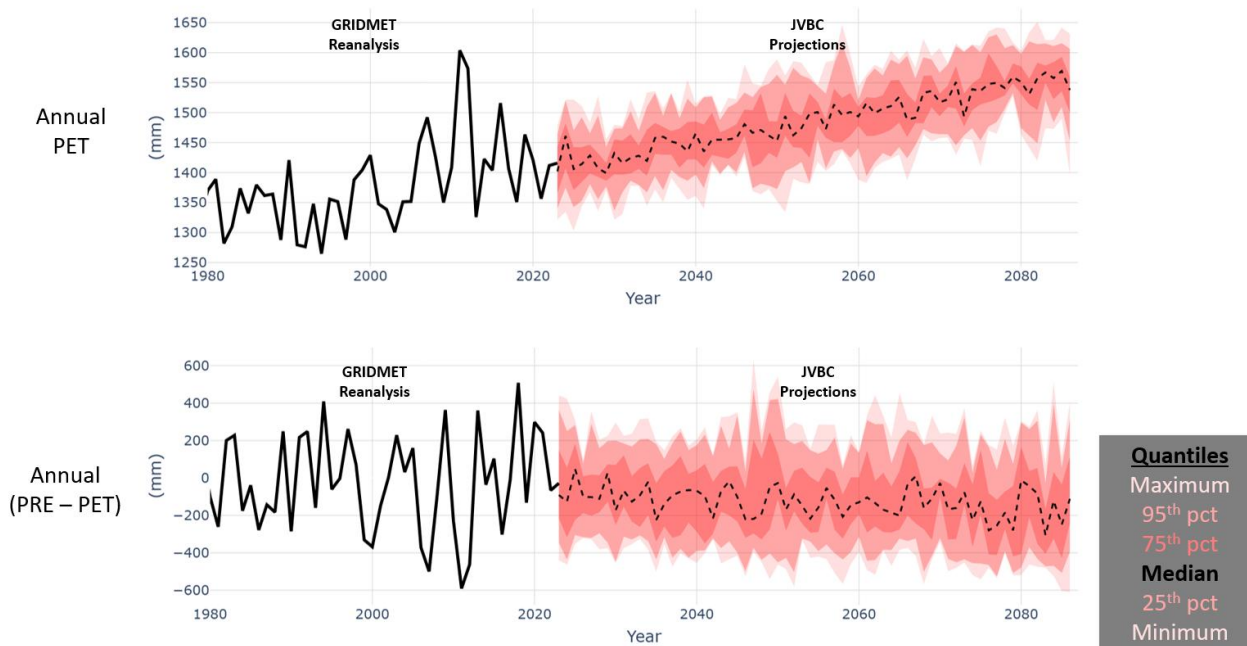 GRIDMET
Reanalysis
JVBC
Projections
Annual
PET
(mm)
1650
1600
1550
1500
1450
1400
1350
1300
1250
1980 2000 2020 2040 2060 2080
Year
GRIDMET
Reanalysis
JVBC
Projections
Annual
(PRE – PET)
(mm)
600
400
200
0
−200
−400
−600
1980 2000 2020 2040 2060 2080
Year
Quantiles
Maximum
95th pct
75th pct
Median
25th pct
Minimum